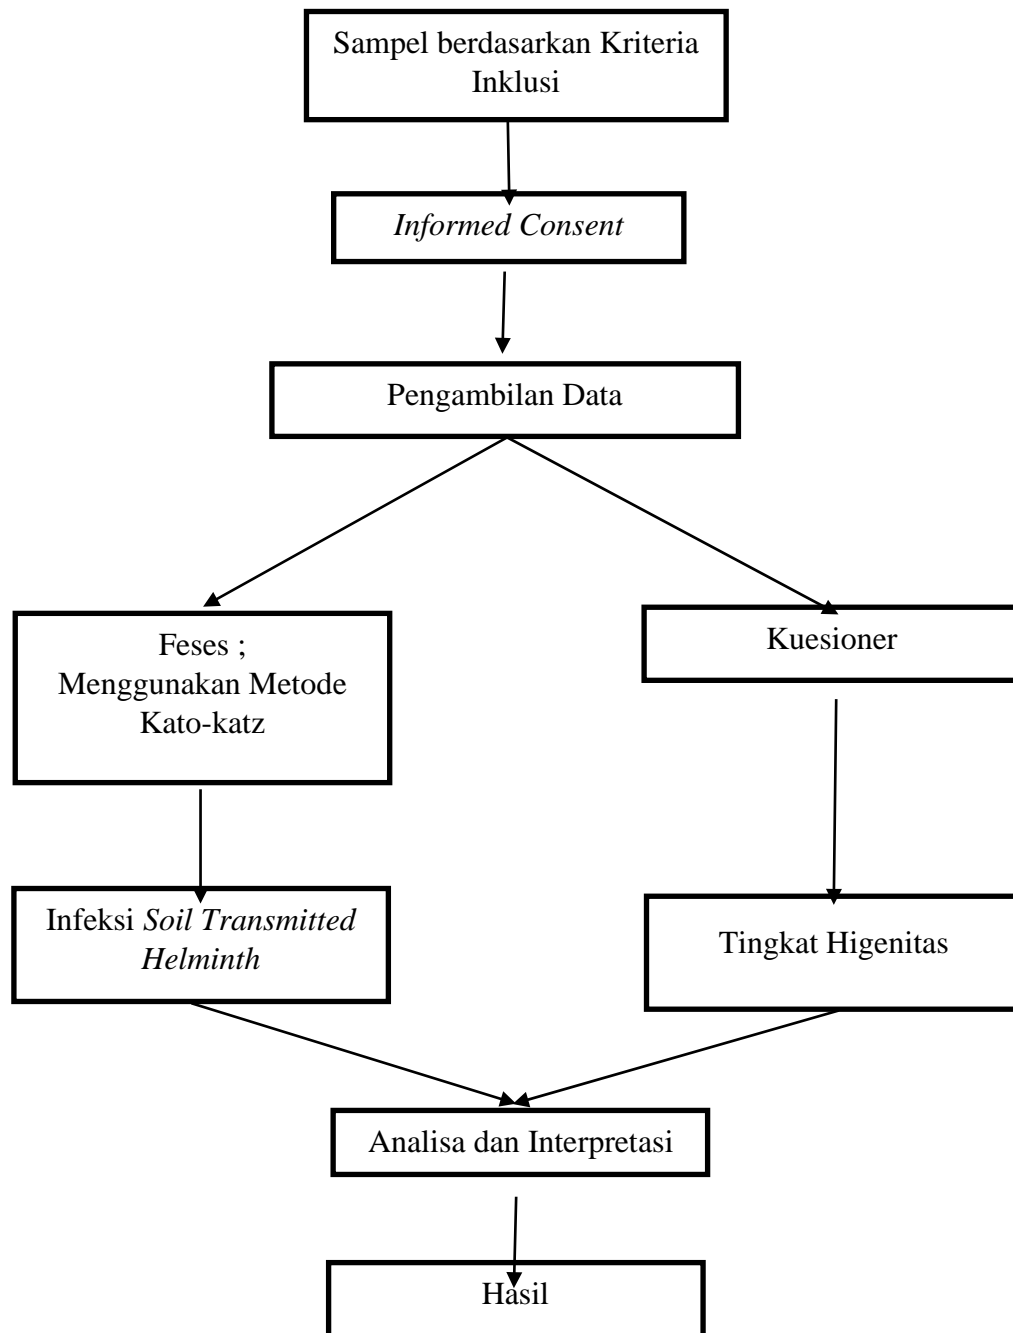 Sampel berdasarkan Kriteria
Inklusi
Informed Consent
Pengambilan Data
Feses ;
Menggunakan Metode
Kato-katz
Kuesioner
Infeksi Soil Transmitted
Helminth
Tingkat Higenitas
Analisa dan Interpretasi
Hasil